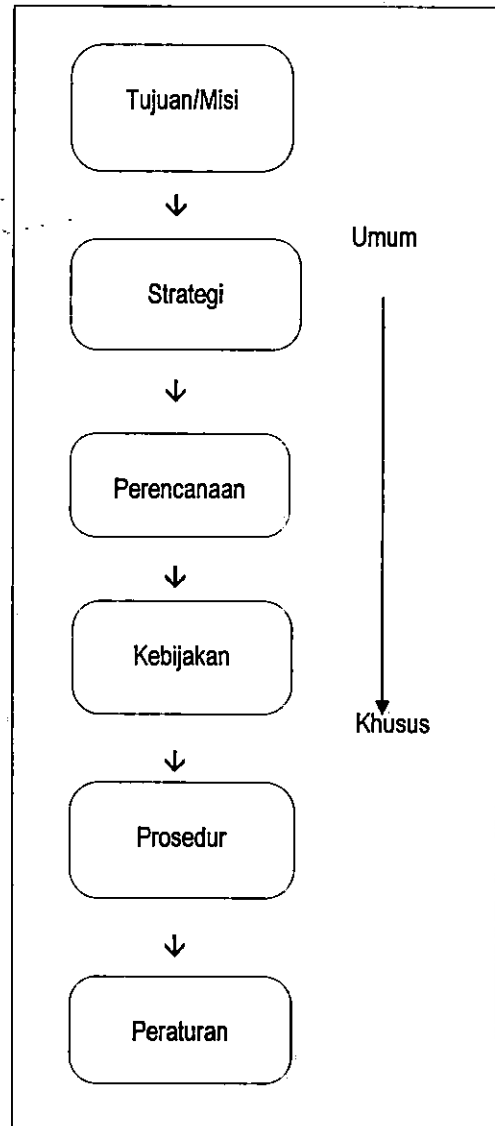 Tujuan/Misi
↓
Strategi
Umum
↓
Perencanaan
↓
Kebijakan
Khusus
↓
Prosedur
↓
Peraturan